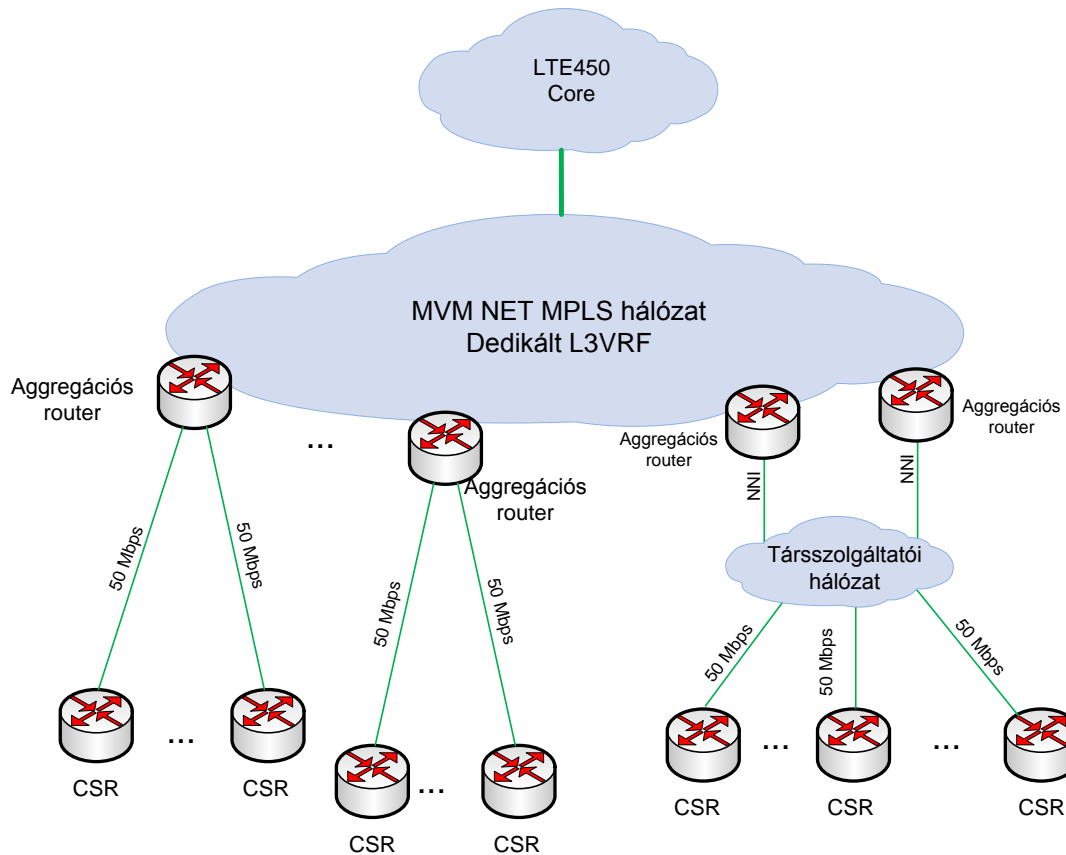 LTE450
Core
MVM NET MPLS hálózat
Dedikált L3VRF
Aggregációs
router
...
Aggregációs
router
Aggregációs
router
Aggregációs
router
NNI
NNI
Társszolgáltatói
hálózat
50 Mbps
50 Mbps
50 Mbps
50 Mbps
50 Mbps
50 Mbps
50 Mbps
...
CSR
CSR
...
CSR
CSR
...
...
CSR
CSR
CSR